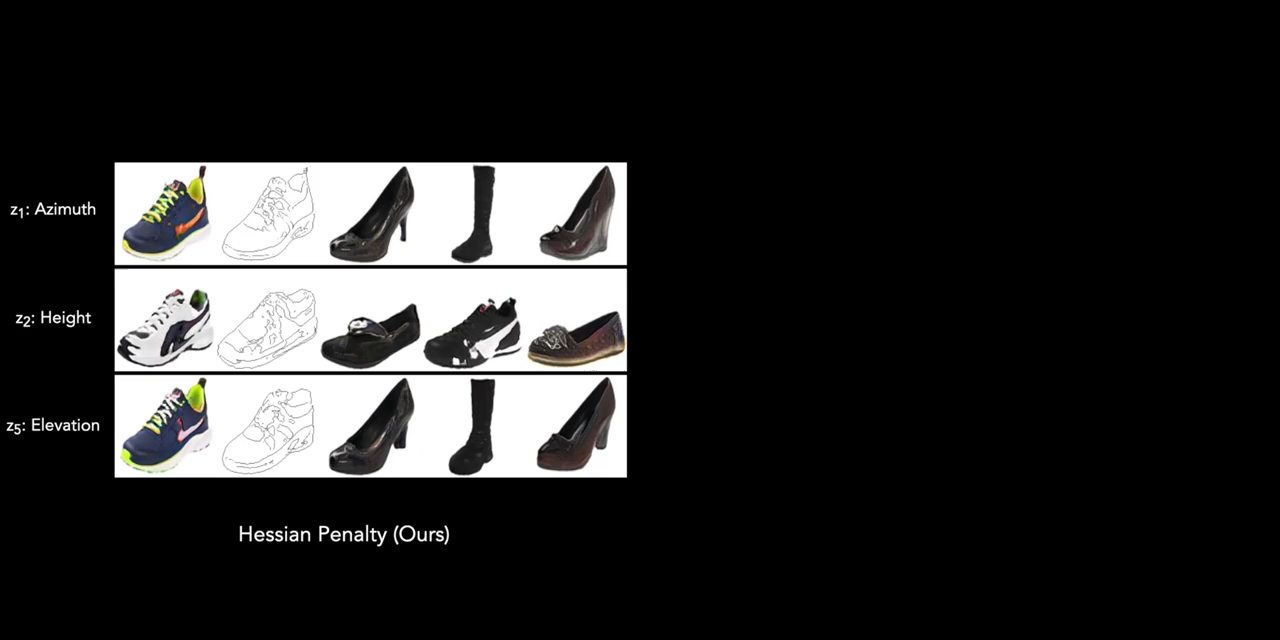 z1: Azimuth
z2: Height
z5: Elevation
Hessian Penalty (Ours)